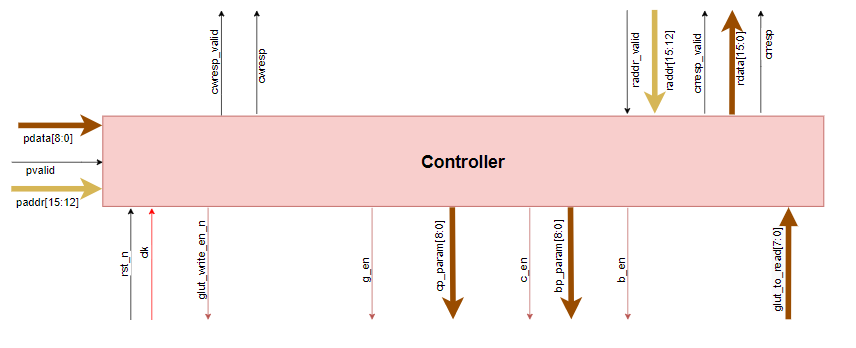 cwresp_valid
cwresp
raddr_valid
raddr[15:12]
crresp_valid
rdata[15:0]
crresp
pdata[8:0]
pvalid
paddr[15:12]
Controller
rst_n
clk
glut_write_en_n
g_en
cp_param[8:0]
c_en
bp_param[8:0]
b_en
glut_to_read[7:0]